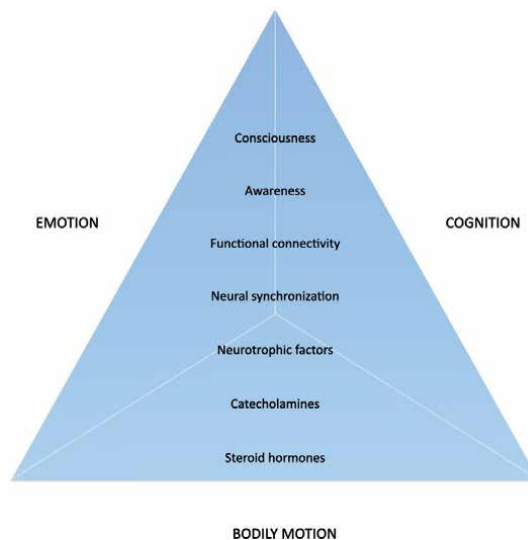 Consciousness
Awareness
EMOTION
COGNITION
Functional connectivity
Neural synchronization
Neurotrophic factors
Catecholamines
Steroid hormones
BODILY MOTION